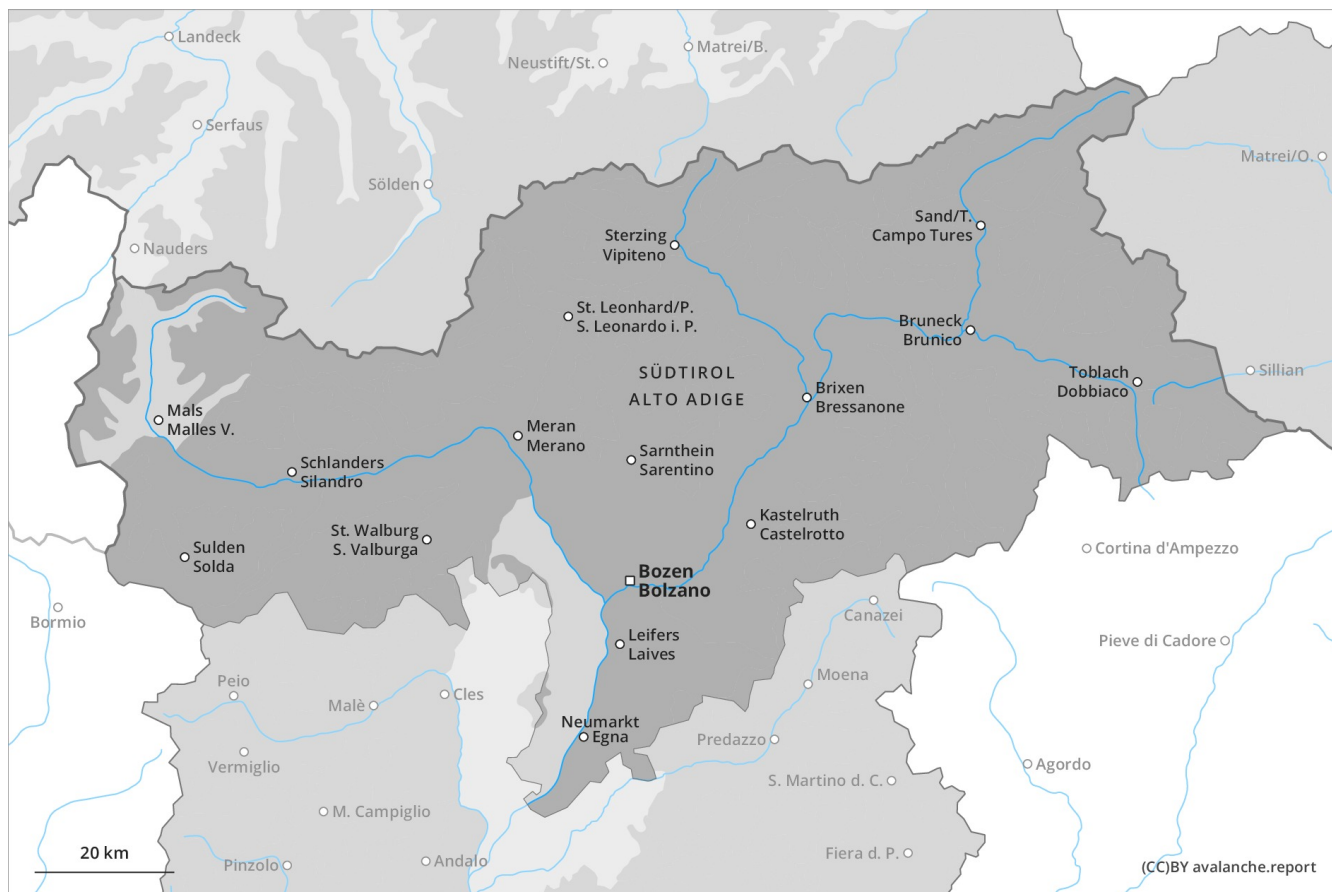 Landeck
Matrei/B.
Neustift/St.
Serfaus
Matrei/O.
Sölden
Sand/T.
Campo Tures
Sterzing
Vipiteno
Nauders
St. Leonhard/P.
S. Leonardo i. P.
Bruneck
Brunico
SÜDTIROL
ALTO ADIGE
Toblach
Dobbiaco
Sillian
Brixen
Bressanone
Mals
Malles V.
Meran
Merano
Sarnthein
Sarentino
Schlanders
Silandro
Kastelruth
Castelrotto
St. Walburg
S. Valburga
Sulden
Solda
Cortina d'Ampezzo
Bozen
Bolzano
Bormio
Canazei
Leifers
Laives
Pieve di Cadore
Peio
Moena
Malè
Cles
Neumarkt
Egna
Predazzo
Vermiglio
Agordo
S. Martino d. C.
M. Campiglio
20 km
Pinzolo
Andalo
Fiera d. P.
(CC)BY avalanche.report